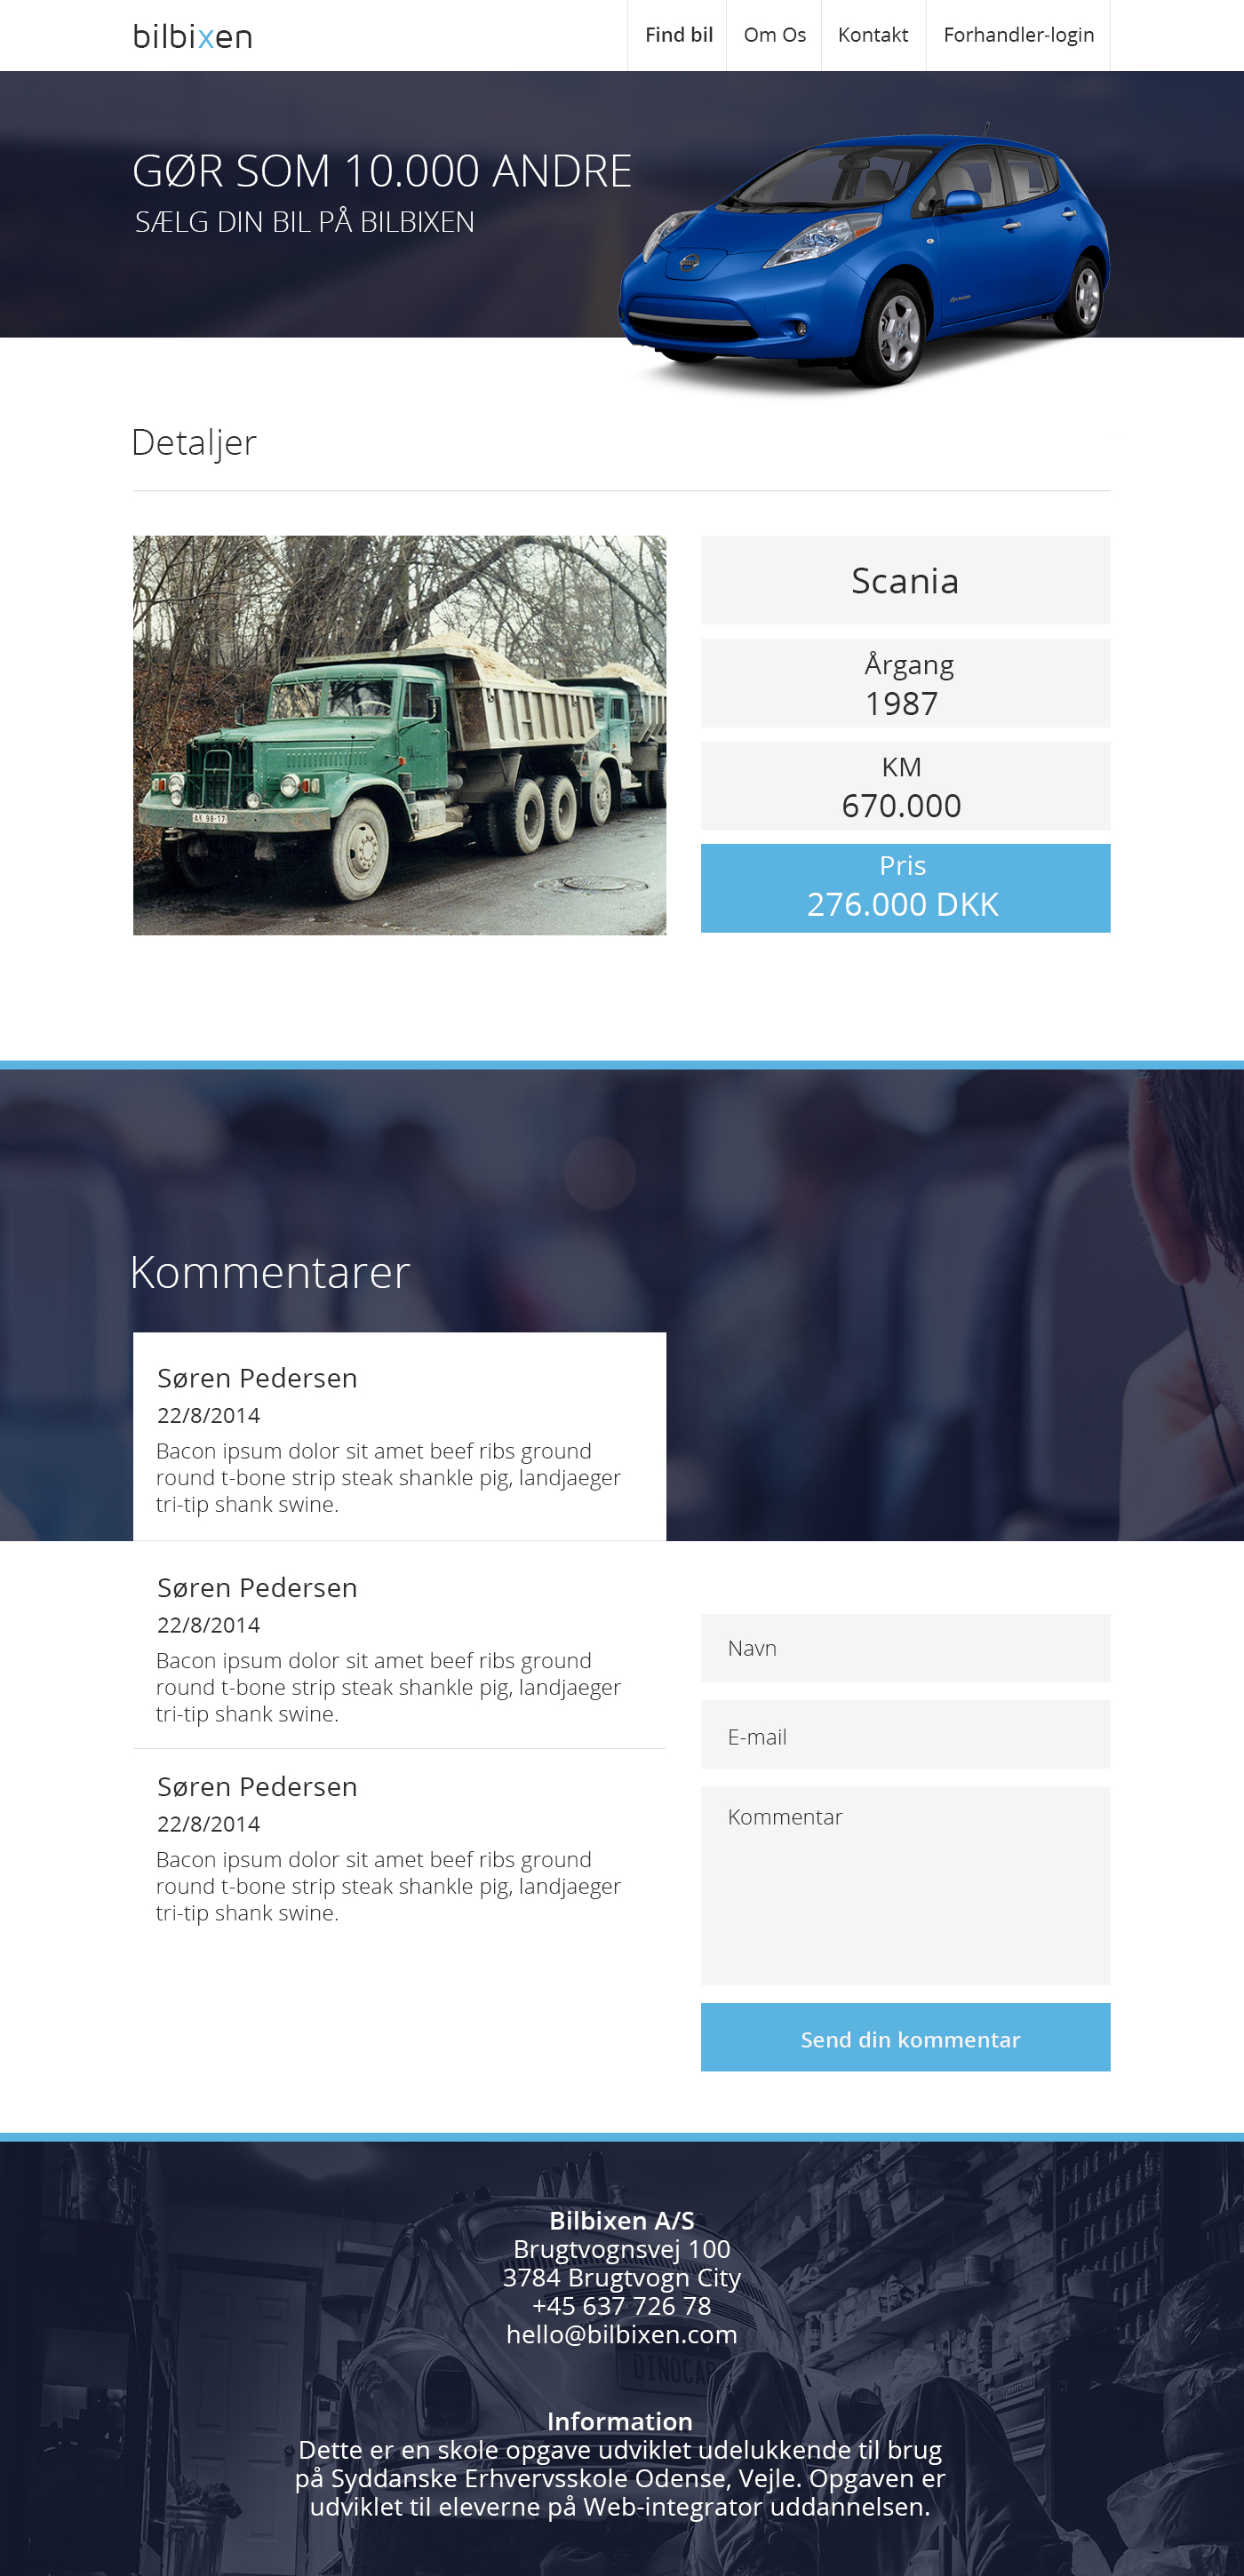 bilbixen
Find bil
Om Os
Kontakt
Forhandler-login
GØR SOM 10.000 ANDRE
SÆLG DIN BIL PÅ BILBIXEN
Detaljer
Scania
Årgang
1987
KM
670.000
Pris
276.000 DKK
AK 98-17
Kommentarer
Søren Pedersen
22/8/2014
Bacon ipsum dolor sit amet beef ribs ground
round t-bone strip steak shankle pig, landjaeger
tri-tip shank swine.
Søren Pedersen
22/8/2014
Bacon ipsum dolor sit amet beef ribs ground
round t-bone strip steak shankle pig, landjaeger
tri-tip shank swine.
Søren Pedersen
22/8/2014
Bacon ipsum dolor sit amet beef ribs ground
round t-bone strip steak shankle pig, landjaeger
tri-tip shank swine.
Navn
E-mail
Kommentar
Send din kommentar
Bilbixen A/S
Brugtvognsvej 100
3784 Brugtvogn City
+45 637 726 78
hello@bilbixen.com
DINOCAR
Information
Dette er en skole opgave udviklet udelukkende til brug
på Syddanske Erhvervsskole Odense, Vejle. Opgaven er
udviklet til eleverne på Web-integrator uddannelsen.